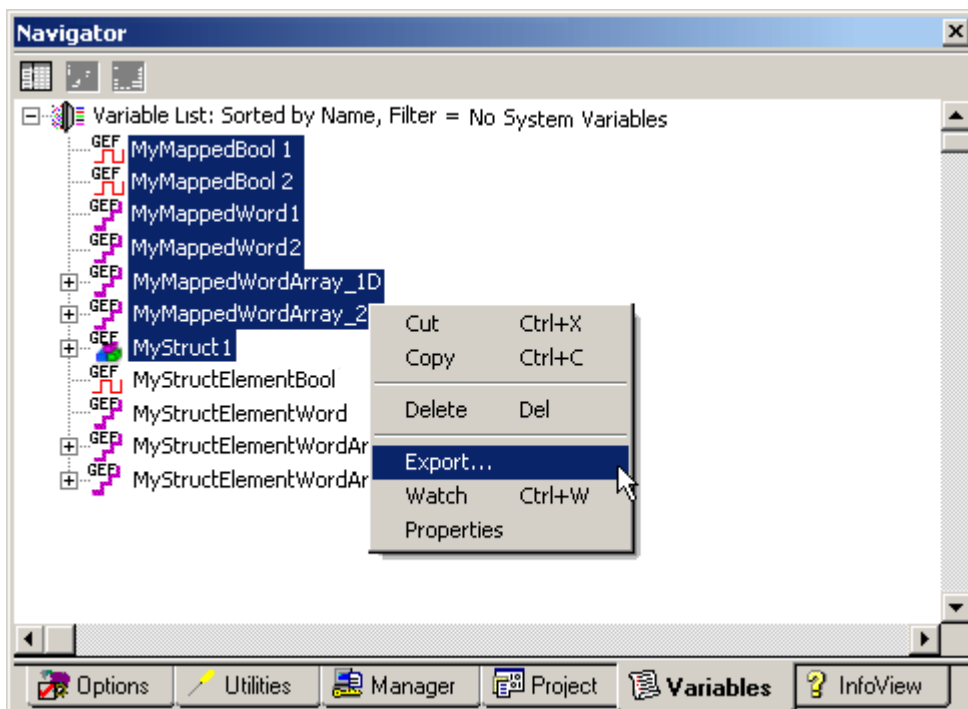 Navigator
Variable List: Sorted by Name, Filter = No System Variables
GEF MyMappedBool 1
GEF MyMappedBool 2
GEF MyMappedWord1
GEF MyMappedWord2
GEF MyMappedWordArray_1D
GEF MyMappedWordArray_2
GEF MyStruct1
GEF MyStructElementBool
GEF MyStructElementWord
GEF MyStructElementWordAr
GEF MyStructElementWordAr
Cut Ctrl+X
Copy Ctrl+C
Delete Del
Export...
Watch Ctrl+W
Properties
Options Utilities Manager Project Variables InfoView